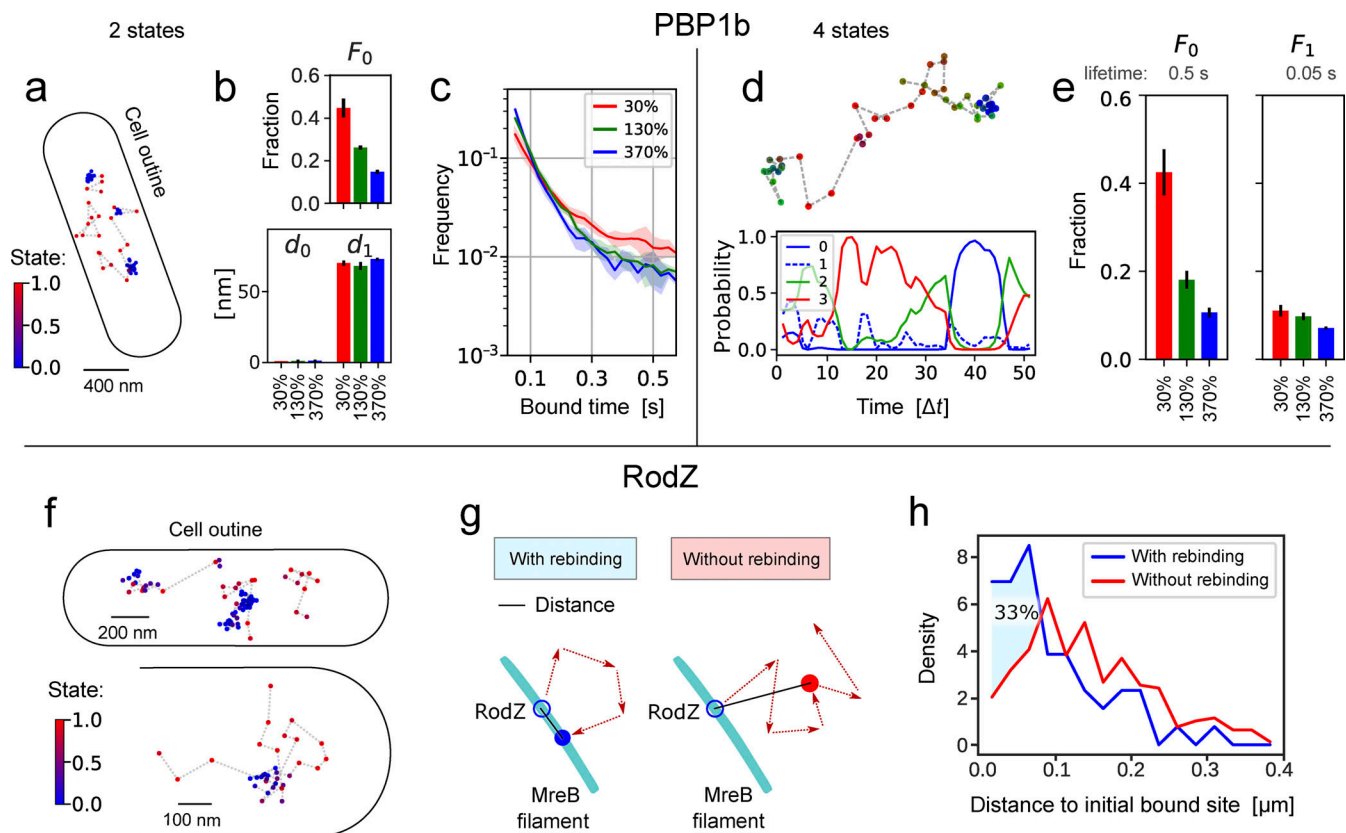 PBP1b
2 states
4 states
a
Cell outline
State:
1.0
0.5
0.0
400 nm
b
F0
Fraction
0.6
0.4
0.2
0.0
d0
d1
[nm]
50
0
30%
130%
370%
30%
130%
370%
c
30%
130%
370%
Frequency
10⁻¹
10⁻²
10⁻³
0.1
0.3
0.5
Bound time [s]
d
Probability
1.0
0.5
0.0
0
1
2
3
0
10
20
30
40
50
Time [Δt]
e
F0
F1
lifetime:
0.5 s
0.05 s
Fraction
0.6
0.4
0.2
0.0
30%
130%
370%
30%
130%
370%
RodZ
f
Cell outine
200 nm
State:
1.0
0.5
0.0
100 nm
g
With rebinding
Without rebinding
Distance
RodZ
MreB
filament
RodZ
MreB
filament
h
With rebinding
Without rebinding
33%
Density
8
6
4
2
0
0.0
0.1
0.2
0.3
0.4
Distance to initial bound site [μm]